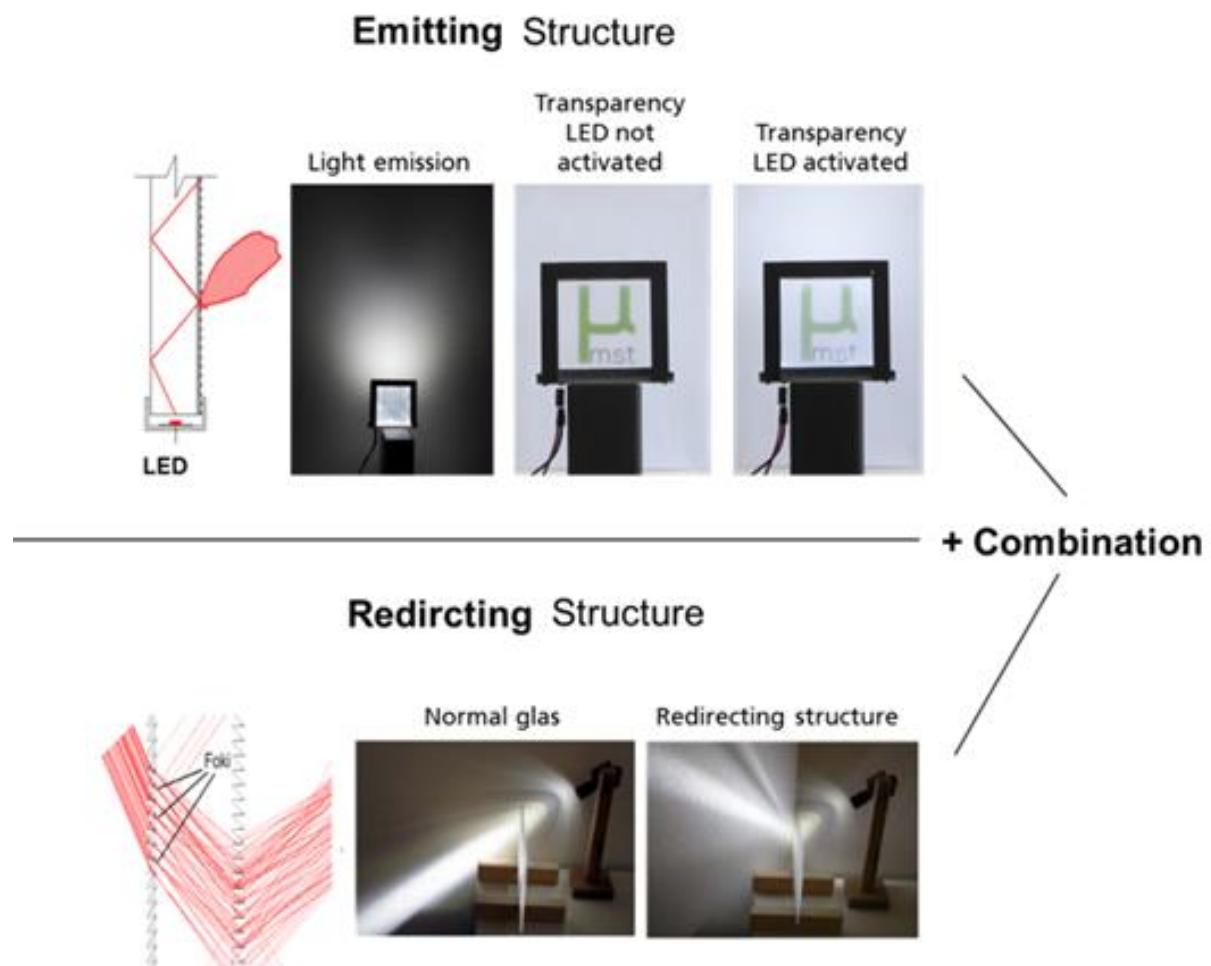 Emitting Structure
Light emission
Transparency
LED not
activated
Transparency
LED activated
LED
µ
mst
µ
mst
+ Combination
Redircting Structure
Foki
Normal glas
Redirecting structure